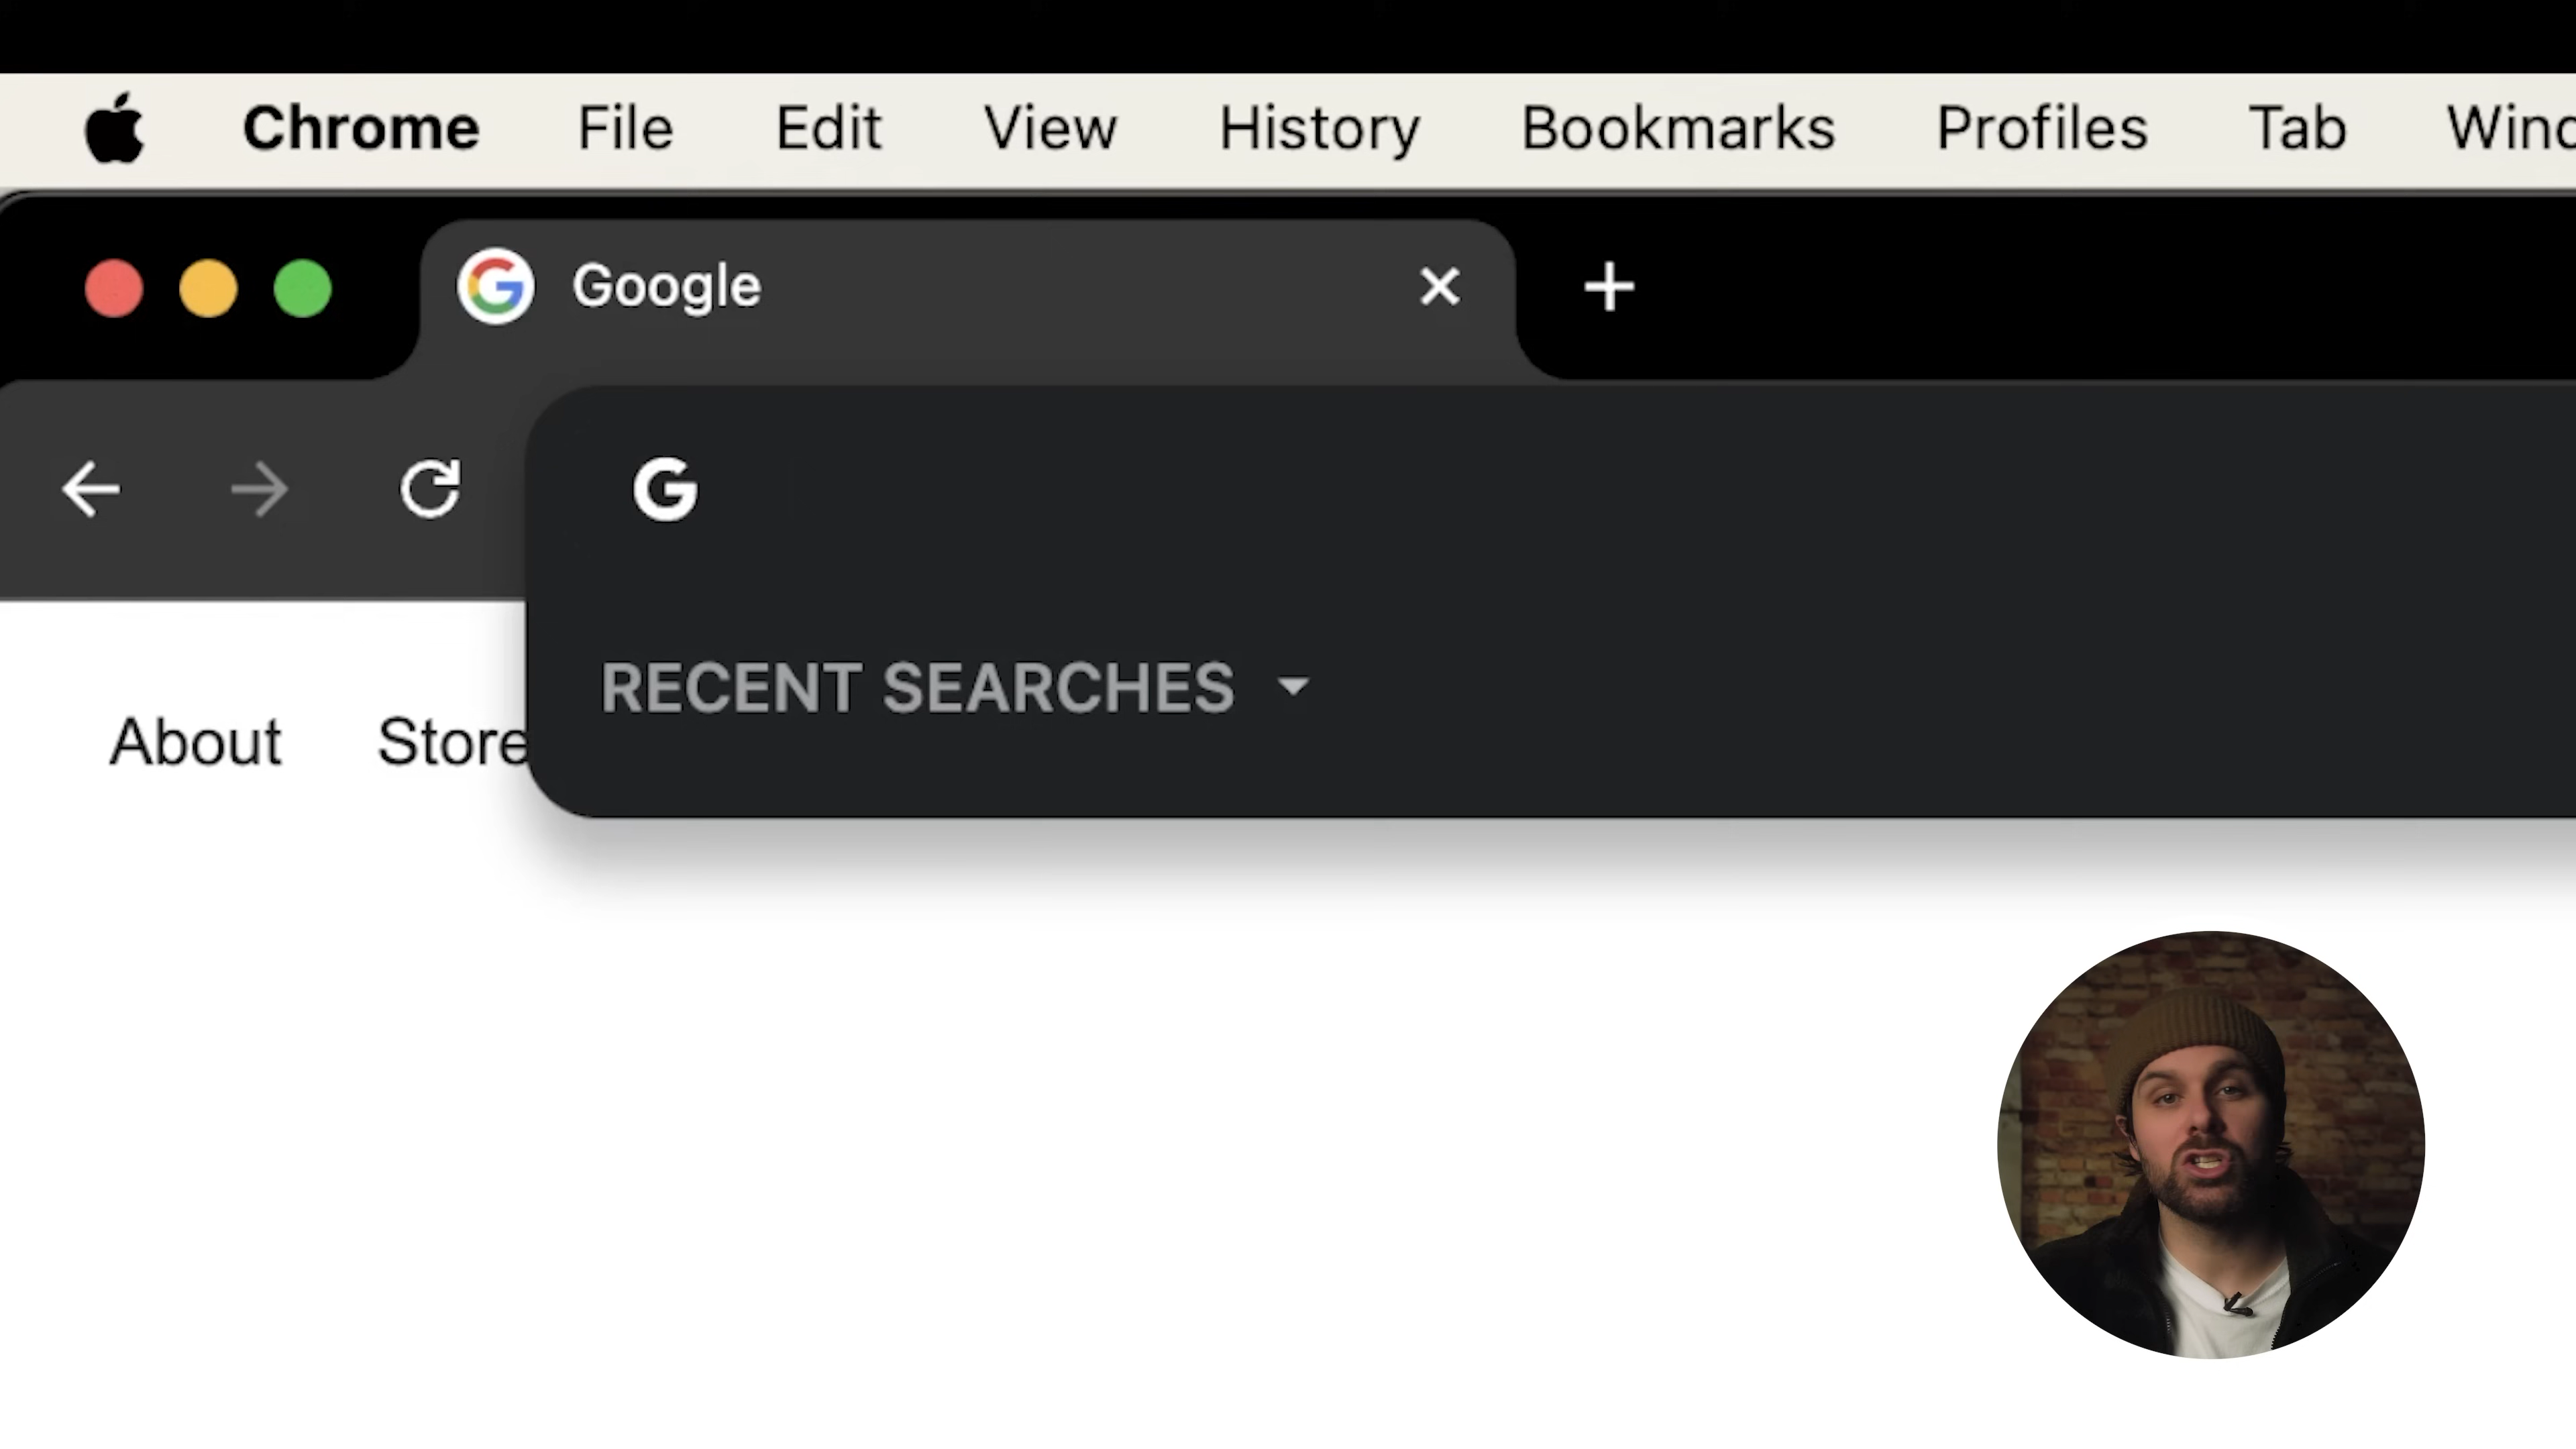 Chrome File Edit View History Bookmarks Profiles Tab Wind
Google
G
RECENT SEARCHES
About Store